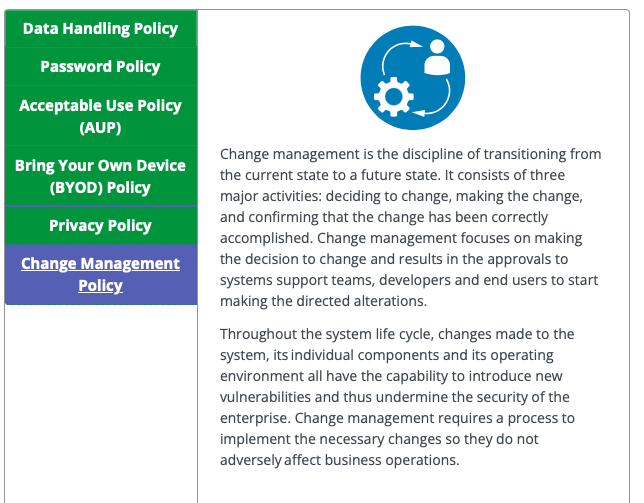 Data Handling Policy
Password Policy
Acceptable Use Policy
(AUP)
Bring Your Own Device
(BYOD) Policy
Privacy Policy
Change Management
Policy
Change management is the discipline of transitioning from
the current state to a future state. It consists of three
major activities: deciding to change, making the change,
and confirming that the change has been correctly
accomplished. Change management focuses on making
the decision to change and results in the approvals to
systems support teams, developers and end users to start
making the directed alterations.
Throughout the system life cycle, changes made to the
system, its individual components and its operating
environment all have the capability to introduce new
vulnerabilities and thus undermine the security of the
enterprise. Change management requires a process to
implement the necessary changes so they do not
adversely affect business operations.